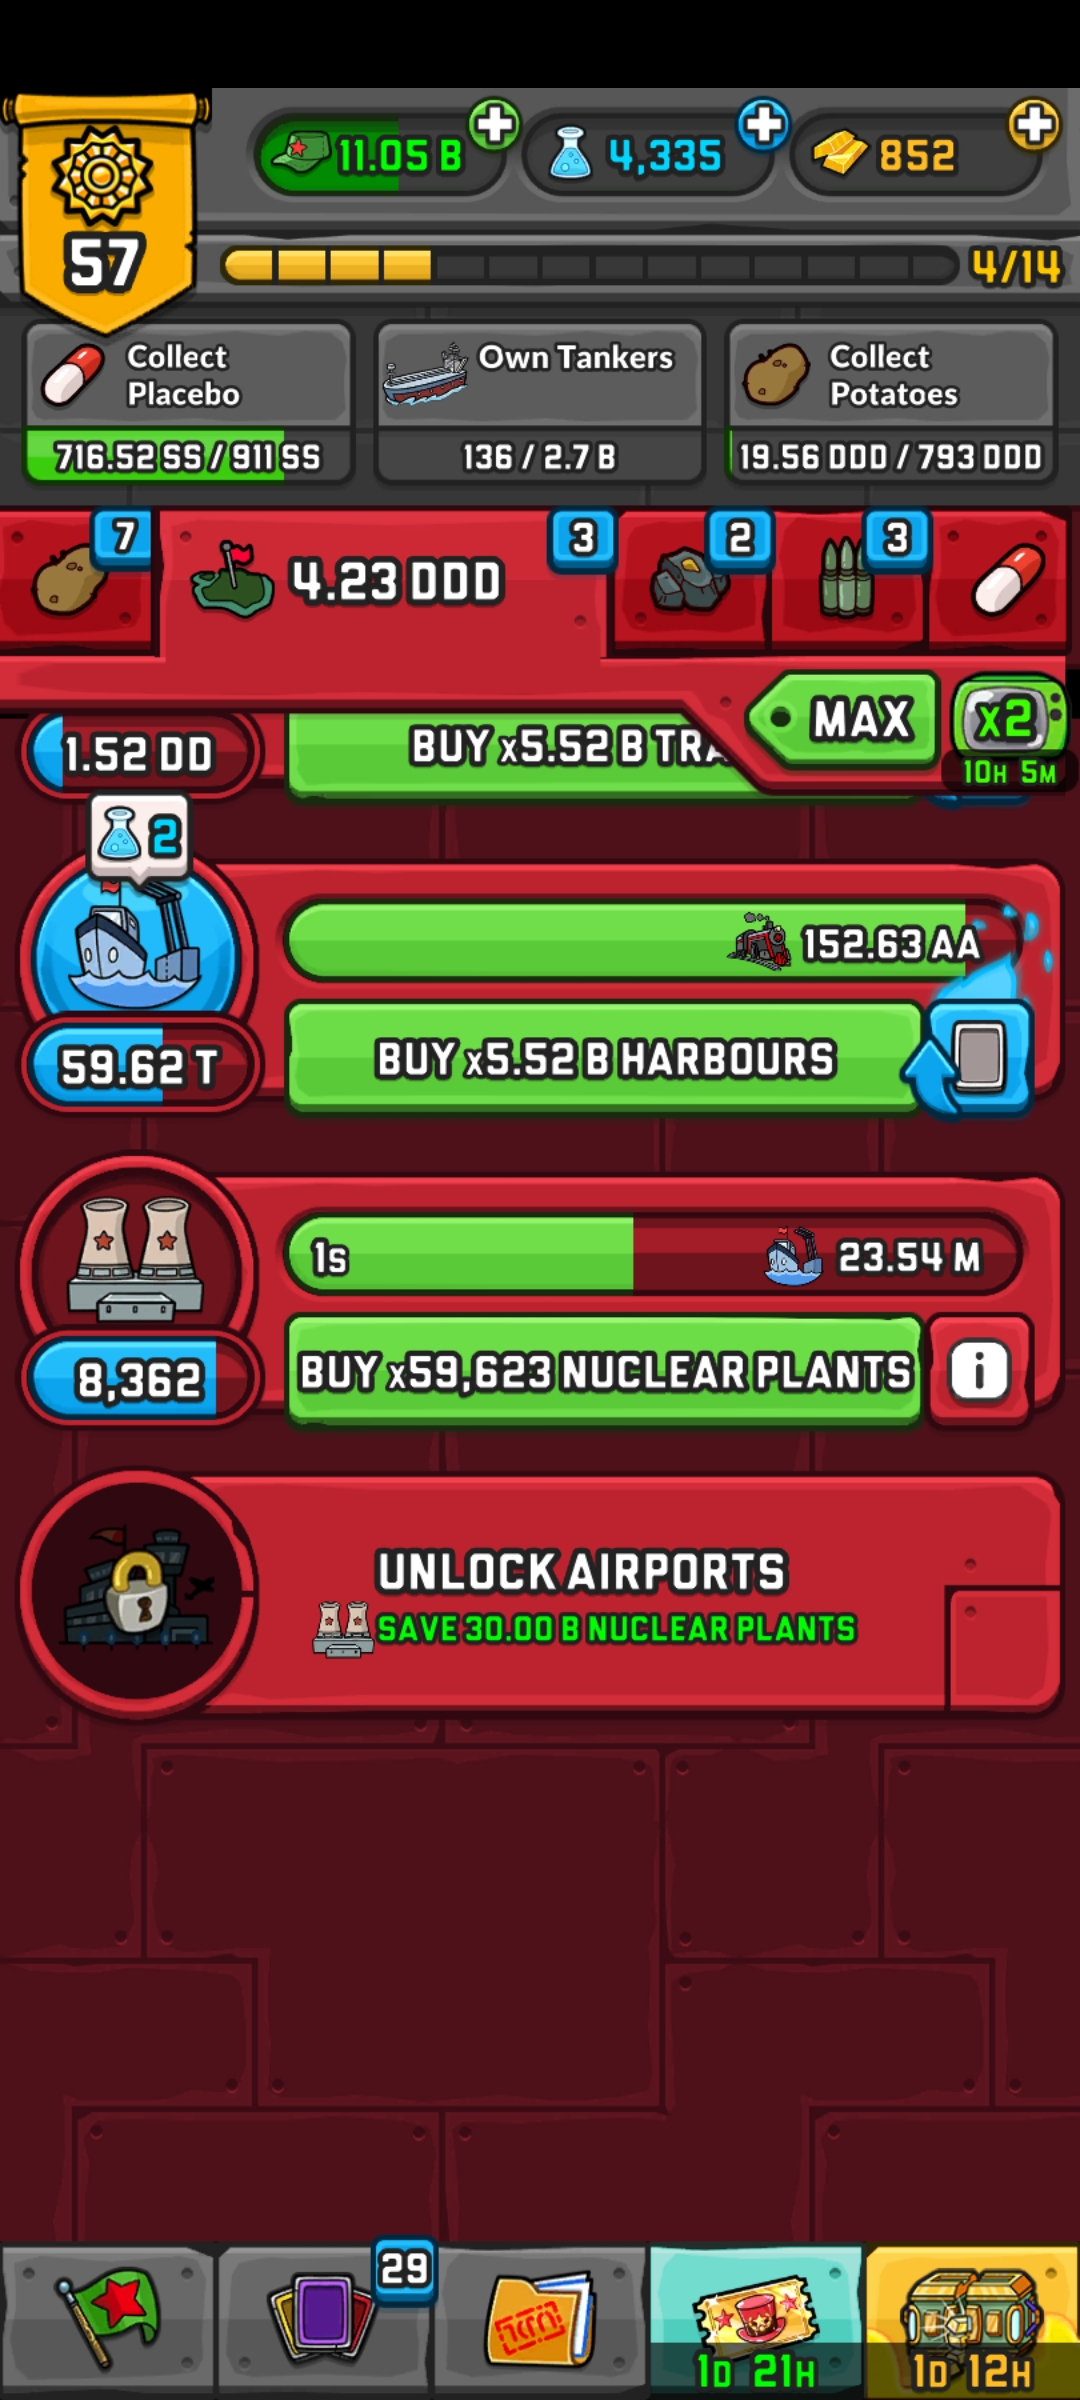 57
11.05 B
4,335
852
4/14
Collect
Placebo
Own Tankers
Collect
Potatoes
716.52 SS / 911 SS
136 / 2.7 B
19.56 DDD / 793 DDD
7
4.23 DDD
3
2
3
MAX
x2
10H 5M
1.52 DD
BUY x5.52 B
2
152.63 AA
59.62 T
BUY x5.52 B HARBOURS
1s
23.54 M
8,362
BUY x59,623 NUCLEAR PLANTS
i
UNLOCK AIRPORTS
SAVE 30.00 B NUCLEAR PLANTS
29
1D 21H
1D 12H